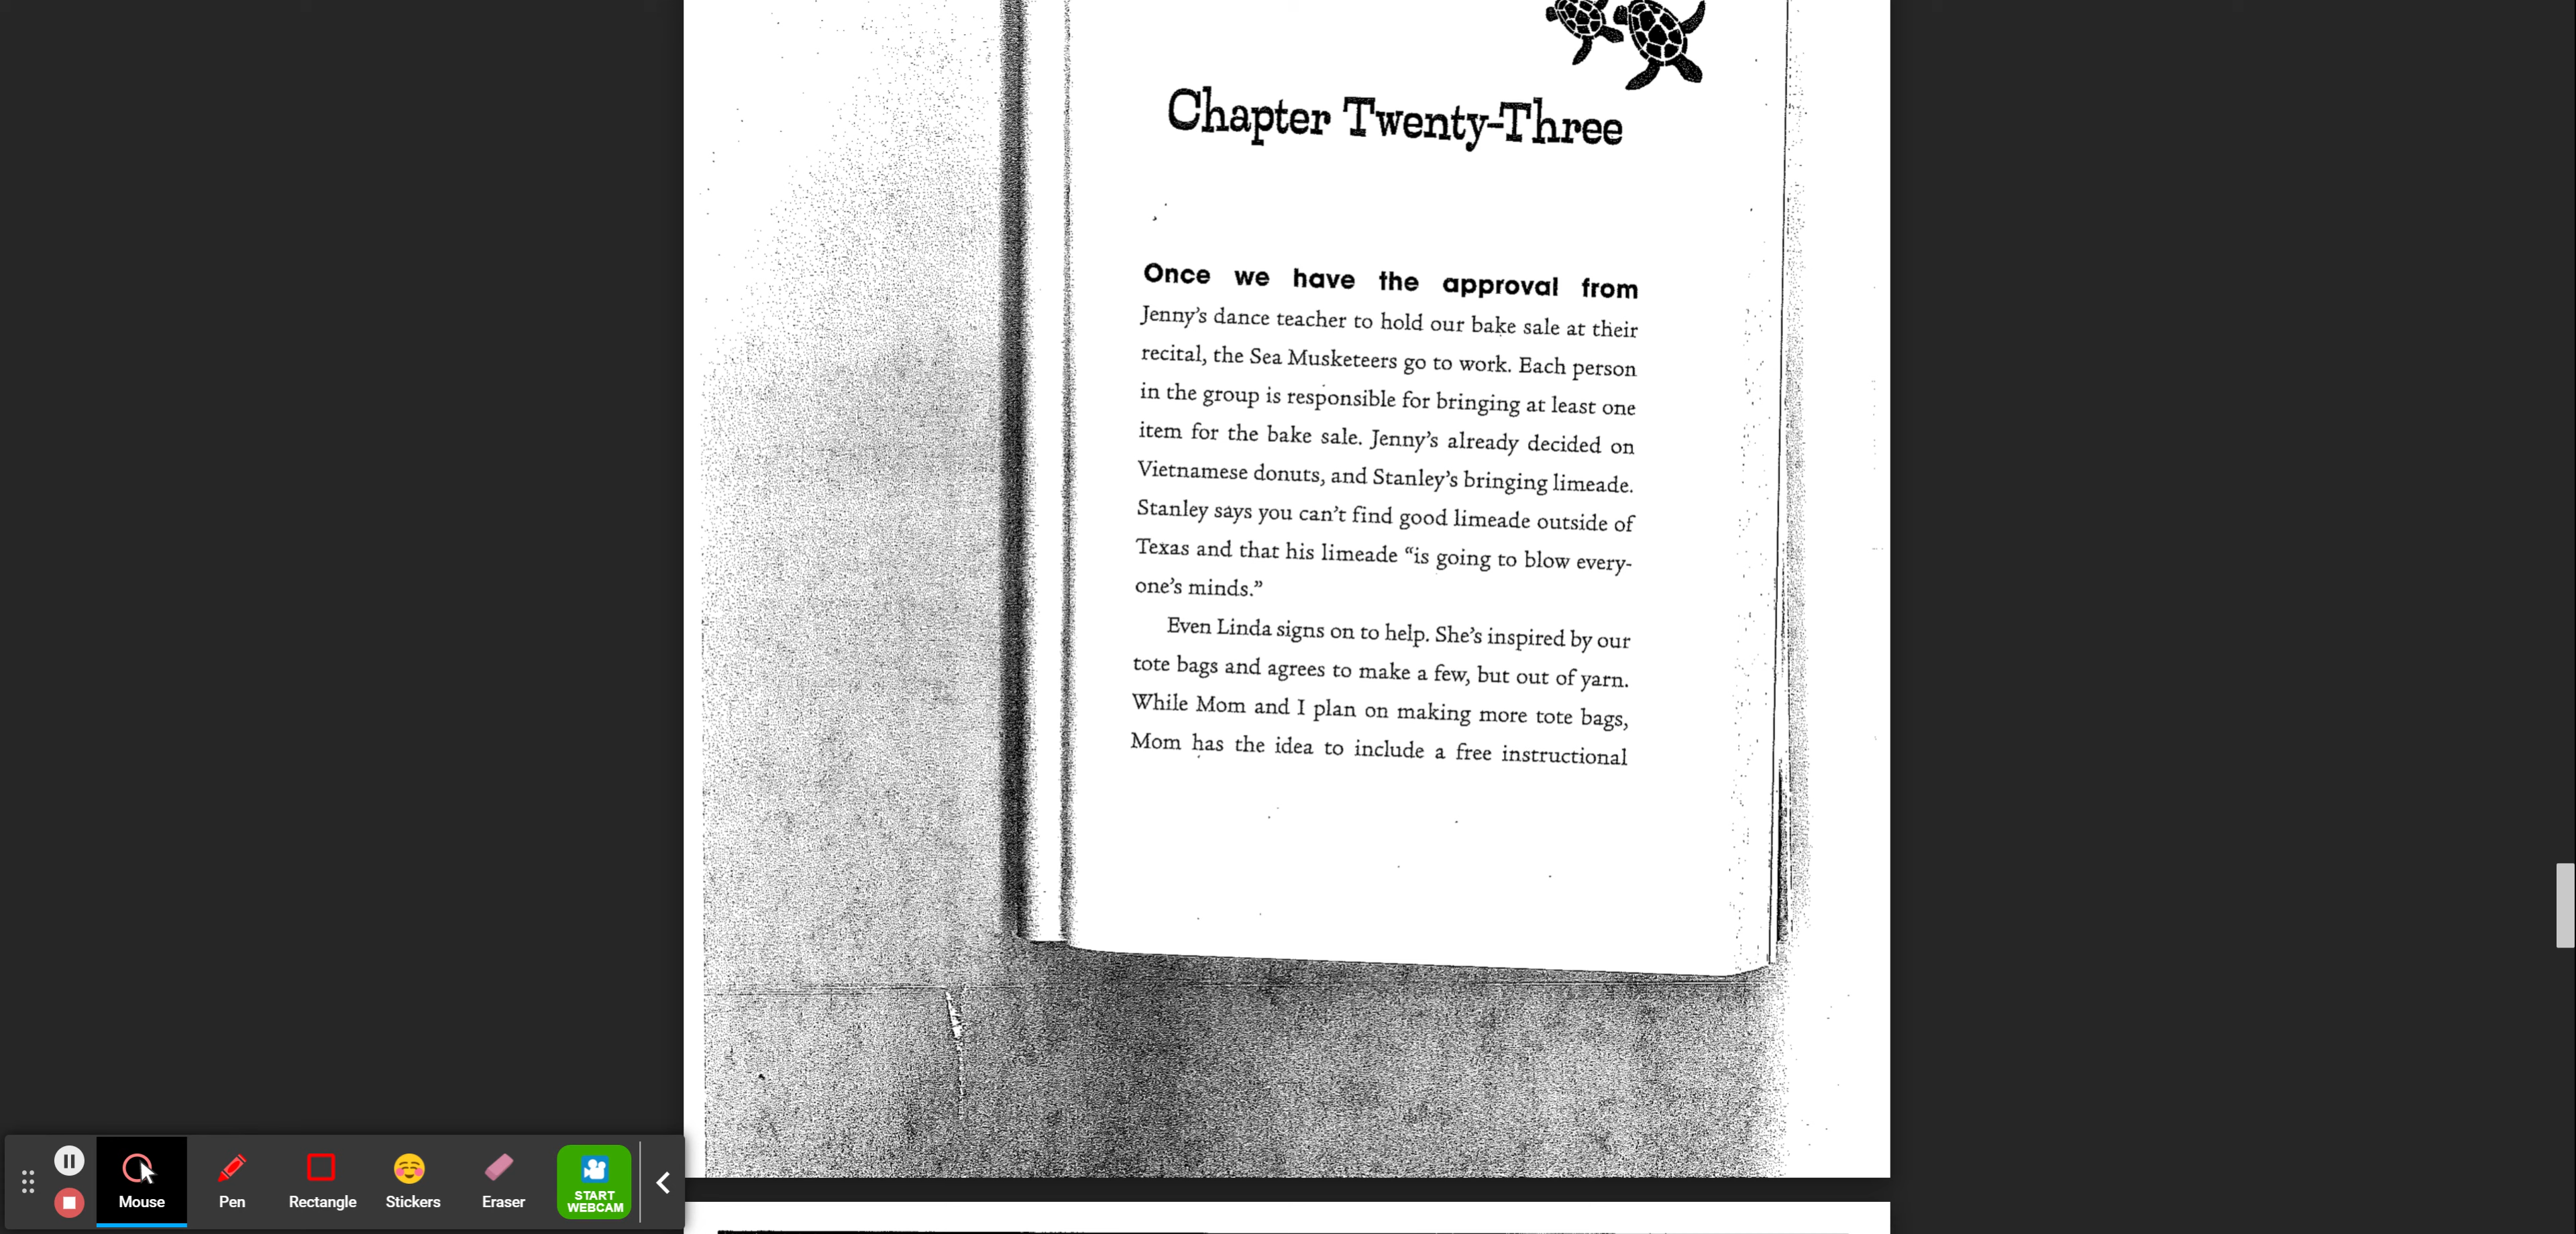 Chapter Twenty-Three
Once we have the approval from
Jenny's dance teacher to hold our bake sale at their
recital, the Sea Musketeers go to work. Each person
in the group is responsible for bringing at least one
item for the bake sale. Jenny's already decided on
Vietnamese donuts, and Stanley's bringing limeade.
Stanley says you can't find good limeade outside of
Texas and that his limeade “is going to blow every-
one's minds.”
Even Linda signs on to help. She's inspired by our
tote bags and agrees to make a few, but out of yarn.
While Mom and I plan on making more tote bags,
Mom has the idea to include a free instructional
Mouse
Pen
Rectangle
Stickers
Eraser
START
WEBCAM